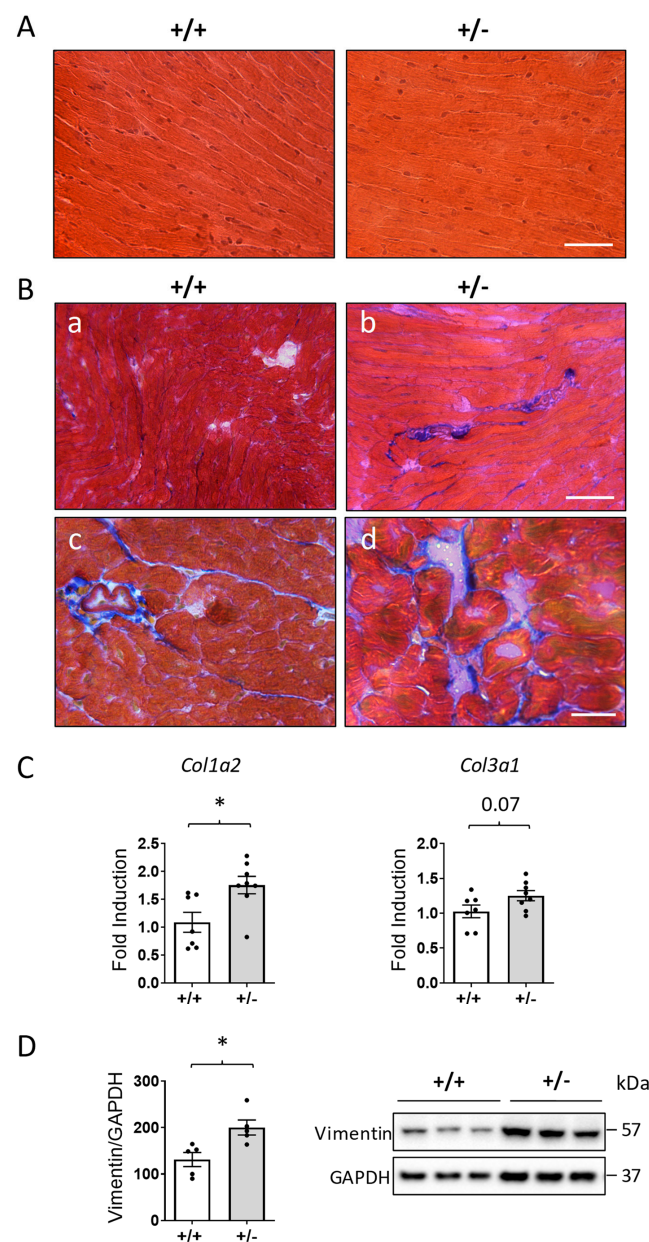 A
+/+ +/-
B
+/+ +/-
a b
c d
C
Col1a2 Col3a1
* 0.07
Fold Induction
2.5
2.0
1.5
1.0
0.5
0.0
+/+ +/-
Fold Induction
2.0
1.5
1.0
0.5
0.0
+/+ +/-
D
*
Vimentin/GAPDH
300
200
100
0
+/+ +/-
+/+ +/- kDa
Vimentin 57
GAPDH 37